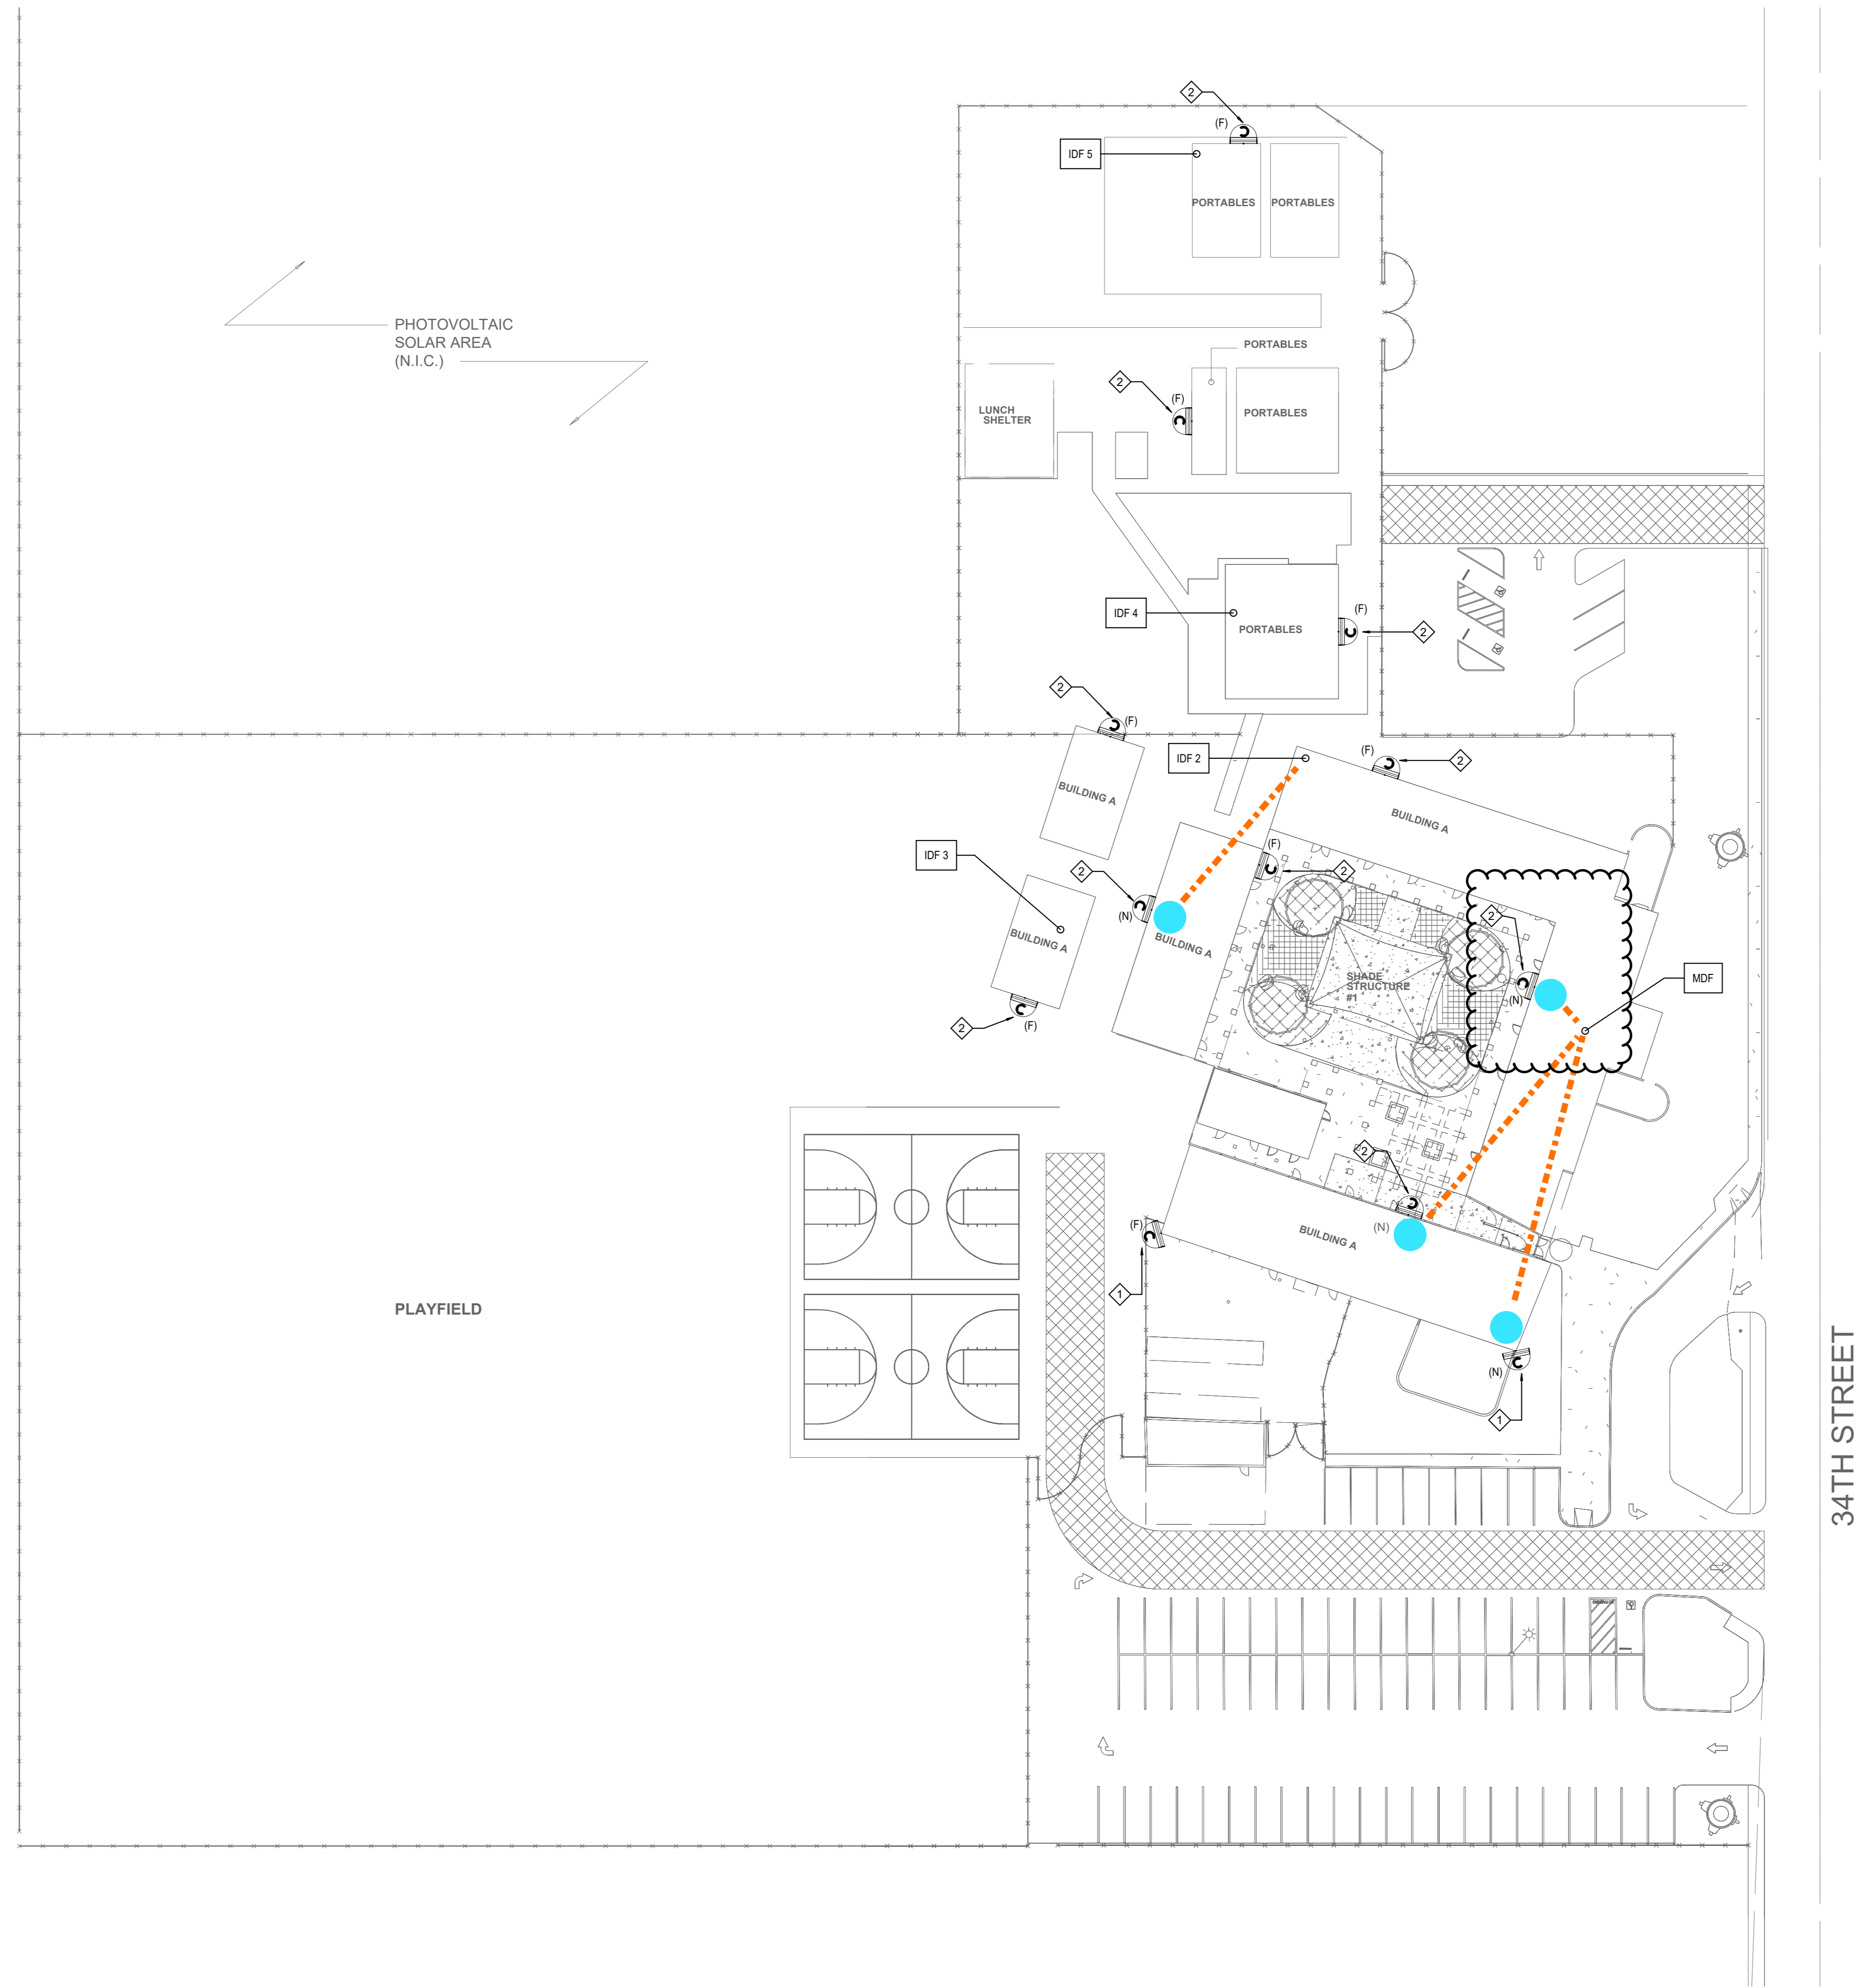 2
(F)
IDF 5
PORTABLES
PORTABLES
PHOTOVOLTAIC
SOLAR AREA
(N.I.C.)
PORTABLES
2
(F)
LUNCH
SHELTER
PORTABLES
IDF 4
(F)
PORTABLES
2
2
(F)
IDF 2
(F)
2
BUILDING A
BUILDING A
IDF 3
(F)
2
2
(N)
2
BUILDING A
BUILDING A
SHADE
STRUCTURE
#1
(N)
MDF
2
(F)
2
(F)
(N)
BUILDING A
1
PLAYFIELD
(N)
1
34TH STREET